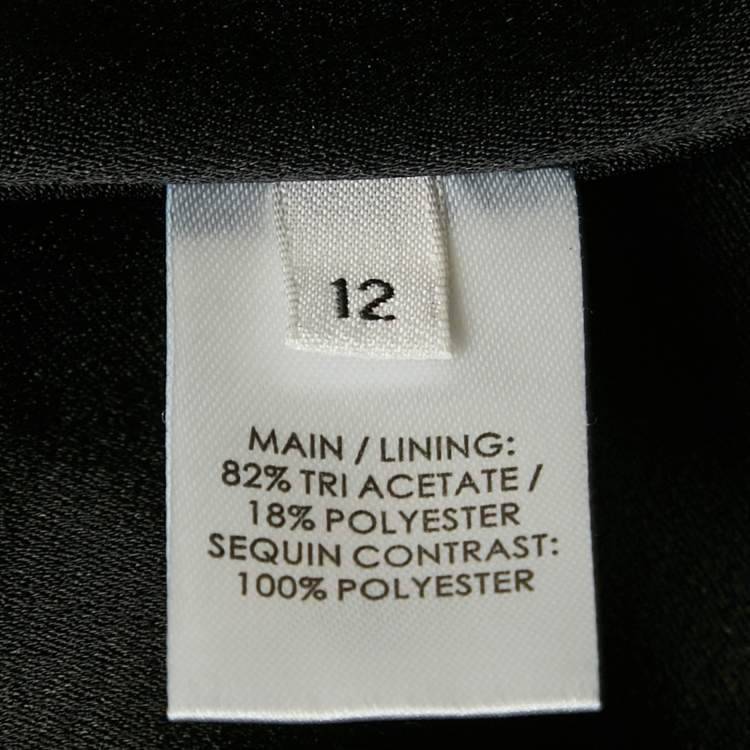 12
MAIN / LINING:
82% TRI ACETATE /
18% POLYESTER
SEQUIN CONTRAST:
100% POLYESTER